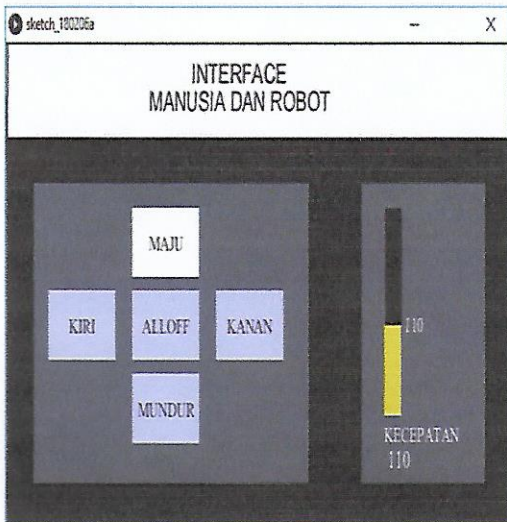 sketch_180206a
INTERFACE
MANUSIA DAN ROBOT
MAJU
KIRI ALLOFF KANAN
MUNDUR
110
KECEPATAN
110